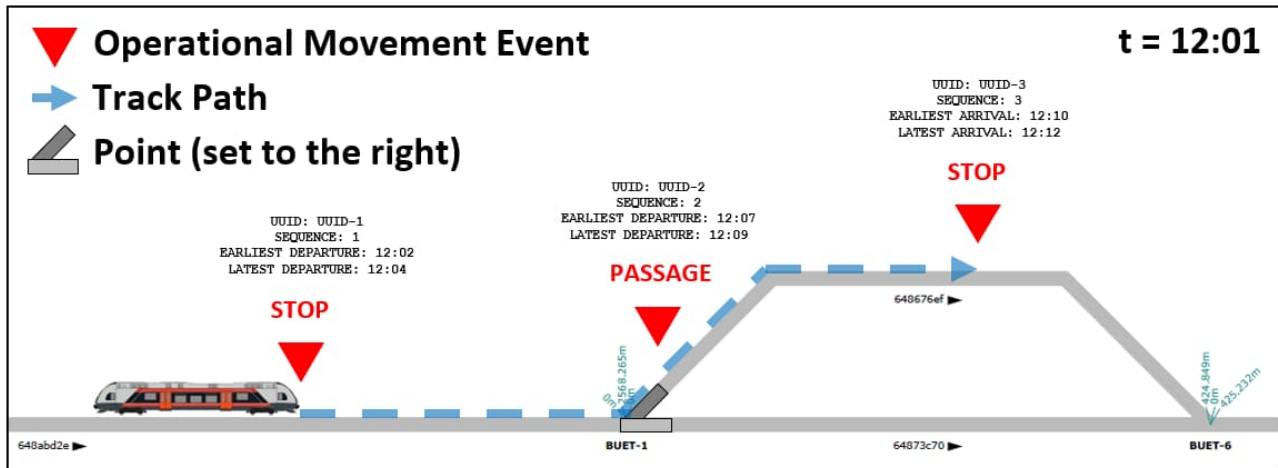 Operational Movement Event
t = 12:01
Track Path
Point (set to the right)
UUID: UUID-3
SEQUENCE: 3
EARLIEST ARRIVAL: 12:10
LATEST ARRIVAL: 12:12
STOP
UUID: UUID-2
SEQUENCE: 2
EARLIEST DEPARTURE: 12:07
LATEST DEPARTURE: 12:09
PASSAGE
UUID: UUID-1
SEQUENCE: 1
EARLIEST DEPARTURE: 12:02
LATEST DEPARTURE: 12:04
STOP
648676ef
2568.265m
424.849m
0m
425.232m
648abd2e
BUET-1
64873c70
BUET-6